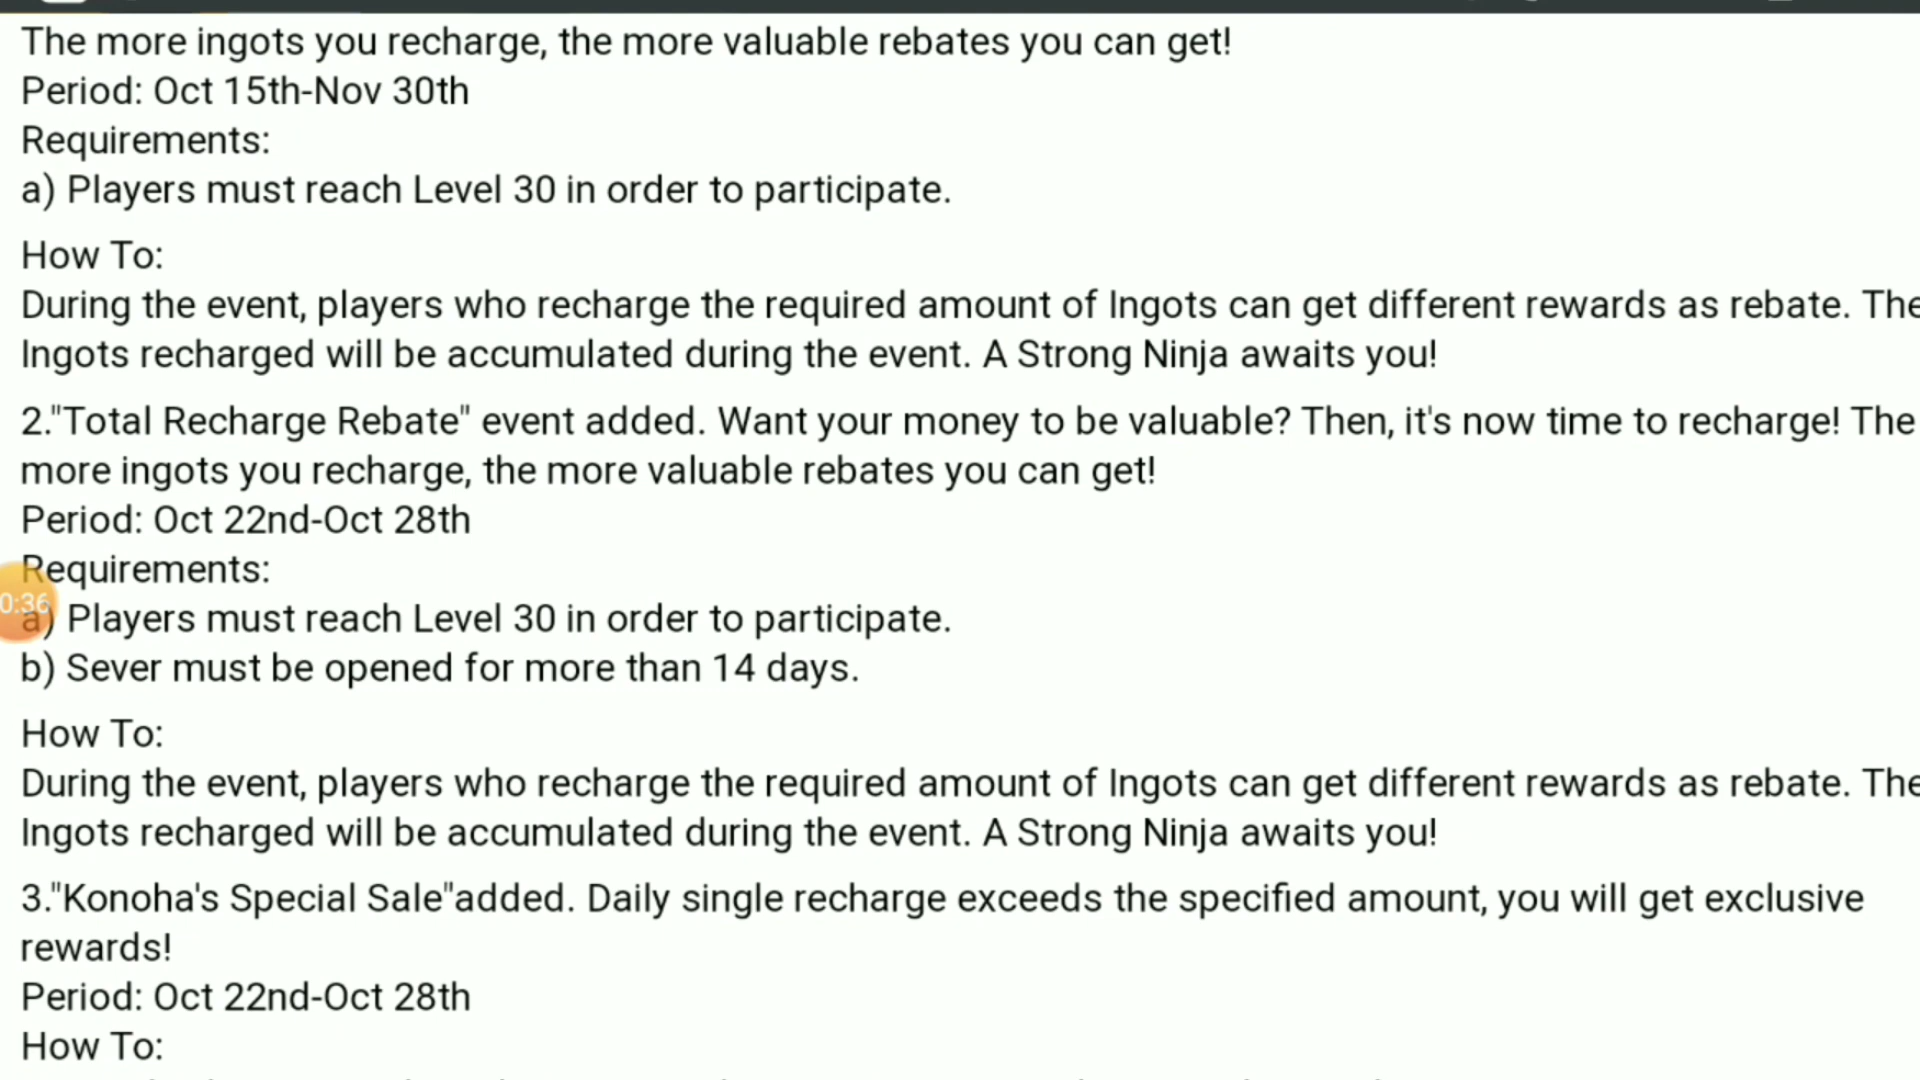 The more ingots you recharge, the more valuable rebates you can get!
Period: Oct 15th-Nov 30th
Requirements:
a) Players must reach Level 30 in order to participate.
How To:
During the event, players who recharge the required amount of Ingots can get different rewards as rebate. The
Ingots recharged will be accumulated during the event. A Strong Ninja awaits you!
2."Total Recharge Rebate" event added. Want your money to be valuable? Then, it's now time to recharge! The
more ingots you recharge, the more valuable rebates you can get!
Period: Oct 22nd-Oct 28th
Requirements:
0:36
a) Players must reach Level 30 in order to participate.
b) Sever must be opened for more than 14 days.
How To:
During the event, players who recharge the required amount of Ingots can get different rewards as rebate. The
Ingots recharged will be accumulated during the event. A Strong Ninja awaits you!
3."Konoha's Special Sale"added. Daily single recharge exceeds the specified amount, you will get exclusive
rewards!
Period: Oct 22nd-Oct 28th
How To: